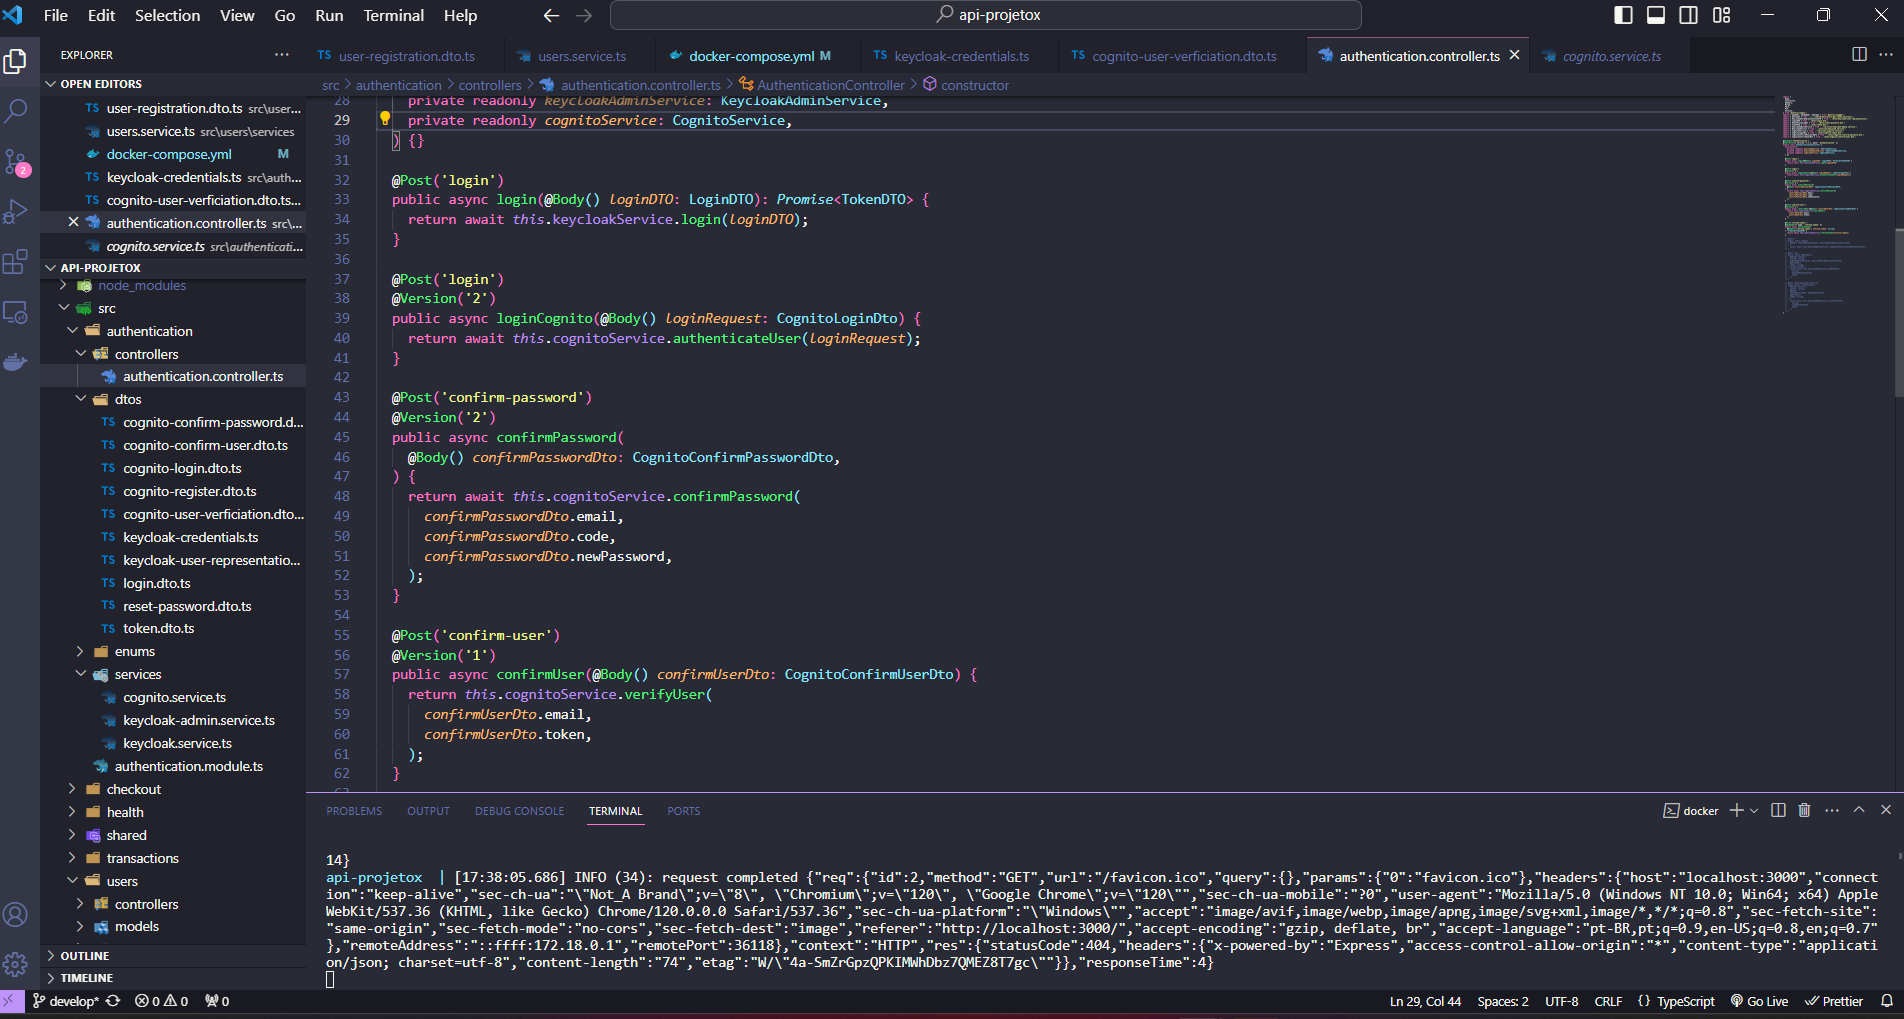 File Edit Selection View Go Run Terminal Help
api-projetox
EXPLORER
OPEN EDITORS
TS user-registration.dto.ts src\user...
users.service.ts src\users\services
docker-compose.yml M
TS keycloak-credentials.ts src\auth...
TS cognito-user-verficiation.dto.ts...
authentication.controller.ts src\...
cognito.service.ts src\authenticati...
API-PROJETOX
node_modules
src
authentication
controllers
authentication.controller.ts
dtos
TS cognito-confirm-password.d...
TS cognito-confirm-user.dto.ts
TS cognito-login.dto.ts
TS cognito-register.dto.ts
TS cognito-user-verficiation.dto...
TS keycloak-credentials.ts
TS keycloak-user-representatio...
TS login.dto.ts
TS reset-password.dto.ts
TS token.dto.ts
enums
services
cognito.service.ts
keycloak-admin.service.ts
keycloak.service.ts
authentication.module.ts
checkout
health
shared
transactions
users
controllers
models
OUTLINE
TIMELINE
2
TS user-registration.dto.ts users.service.ts docker-compose.yml M TS keycloak-credentials.ts TS cognito-user-verficiation.dto.ts authentication.controller.ts cognito.service.ts
src > authentication > controllers > authentication.controller.ts > AuthenticationController > constructor
28 private readonly keycloakAdminService: KeycloakAdminService,
29 private readonly cognitoService: CognitoService,
30 ) {}
31
32 @Post('login')
33 public async login(@Body() loginDTO: LoginDTO): Promise<TokenDTO> {
34 return await this.keycloakService.login(loginDTO);
35 }
36
37 @Post('login')
38 @Version('2')
39 public async loginCognito(@Body() loginRequest: CognitoLoginDto) {
40 return await this.cognitoService.authenticateUser(loginRequest);
41 }
42
43 @Post('confirm-password')
44 @Version('2')
45 public async confirmPassword(
46 @Body() confirmPasswordDto: CognitoConfirmPasswordDto,
47 ) {
48 return await this.cognitoService.confirmPassword(
49 confirmPasswordDto.email,
50 confirmPasswordDto.code,
51 confirmPasswordDto.newPassword,
52 );
53 }
54
55 @Post('confirm-user')
56 @Version('1')
57 public async confirmUser(@Body() confirmUserDto: CognitoConfirmUserDto) {
58 return this.cognitoService.verifyUser(
59 confirmUserDto.email,
60 confirmUserDto.token,
61 );
62 }
PROBLEMS OUTPUT DEBUG CONSOLE TERMINAL PORTS
docker
14}
api-projetox | [17:38:05.686] INFO (34): request completed {"req":{"id":2,"method":"GET","url":"/favicon.ico","query":{},"params":{"0":"favicon.ico"},"headers":{"host":"localhost:3000","connect
ion":"keep-alive","sec-ch-ua":"\"Not_A Brand\";v=\"8\", \"Chromium\";v=\"120\", \"Google Chrome\";v=\"120\"","sec-ch-ua-mobile":"?0","user-agent":"Mozilla/5.0 (Windows NT 10.0; Win64; x64) Apple
WebKit/537.36 (KHTML, like Gecko) Chrome/120.0.0.0 Safari/537.36","sec-ch-ua-platform":"\"Windows\"","accept":"image/avif,image/webp,image/apng,image/svg+xml,image/*,*/*;q=0.8","sec-fetch-site":
"same-origin","sec-fetch-mode":"no-cors","sec-fetch-dest":"image","referer":"http://localhost:3000/","accept-encoding":"gzip, deflate, br","accept-language":"pt-BR,pt;q=0.9,en-US;q=0.8,en;q=0.7"
},"remoteAddress":"::ffff:172.18.0.1","remotePort":36118},"context":"HTTP","res":{"statusCode":404,"headers":{"x-powered-by":"Express","access-control-allow-origin":"*","content-type":"applicati
on/json; charset=utf-8","content-length":"74","etag":"W/\"4a-SmZrGpzQPKIMWhDbz7QMEZ8T7gc\""}},"responseTime":4}
develop* 0 0 0
Ln 29, Col 44 Spaces: 2 UTF-8 CRLF {} TypeScript Go Live Prettier